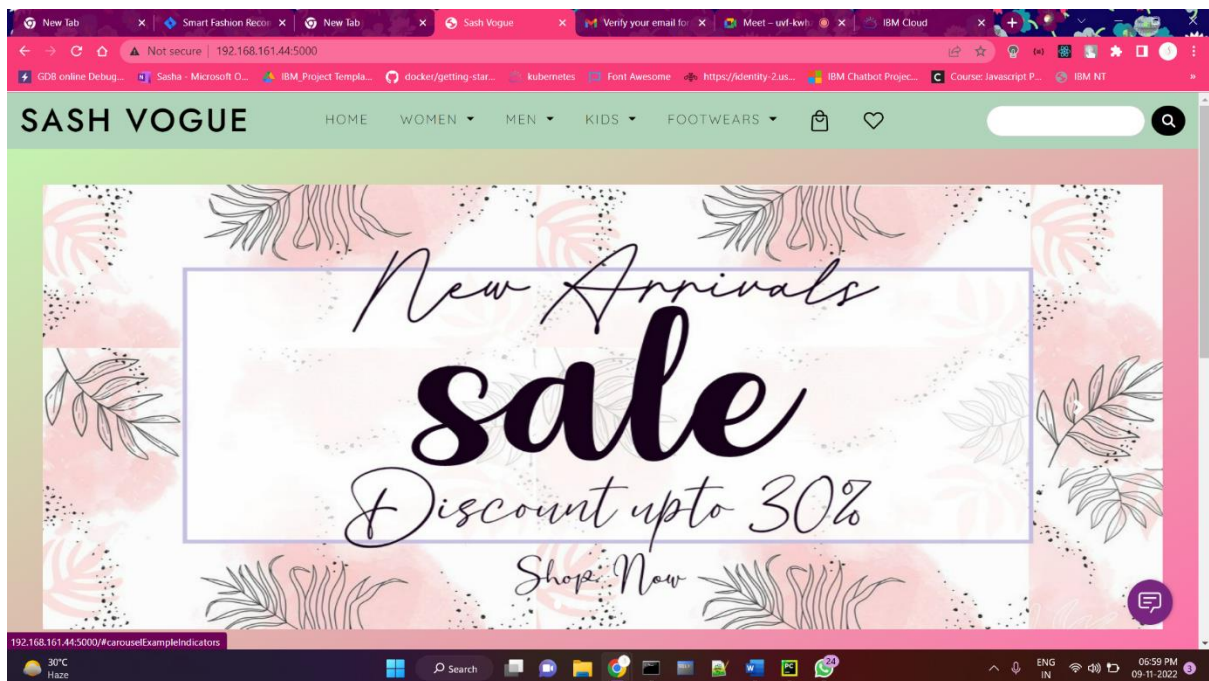 New Tab
Smart Fashion Recon
New Tab
Sash Vogue
Verify your email for
Meet – uvf-kwh
IBM Cloud
Not secure
192.168.161.44:5000
GDB online Debug...
Sasha - Microsoft O...
IBM_Project Templa...
docker/getting-star...
kubernetes
Font Awesome
https://identity-2.us...
IBM Chatbot Projec...
Course: Javascript P...
IBM NT
SASH VOGUE
HOME
WOMEN
MEN
KIDS
FOOTWEARS
New Arrivals
sale
Discount upto 30%
Shop Now
192.168.161.44:5000/#carouselExampleIndicators
30°C
Haze
Search
24
ENG
IN
06:59 PM
09-11-2022
3